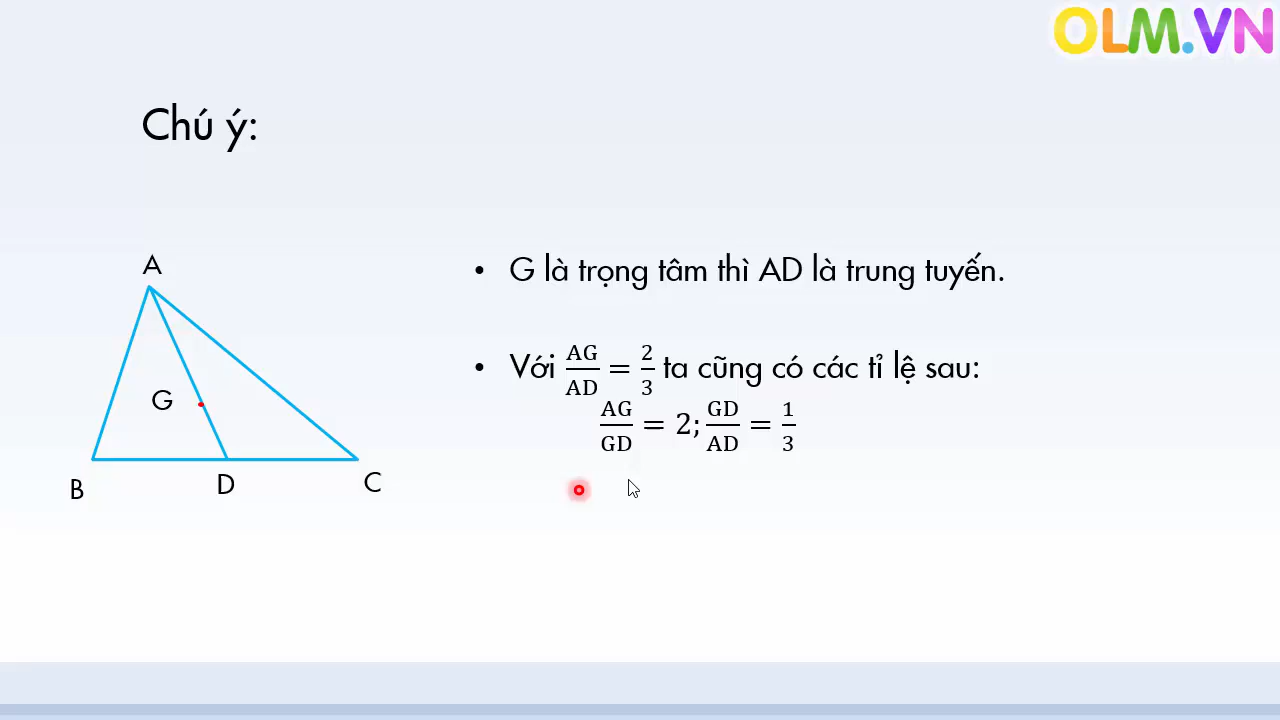 OLM.VN
Chú ý:
A
G
B
D
C
• G là trọng tâm thì AD là trung tuyến.
• Với AG/AD = 2/3 ta cũng có các tỉ lệ sau:
AG/GD = 2; GD/AD = 1/3